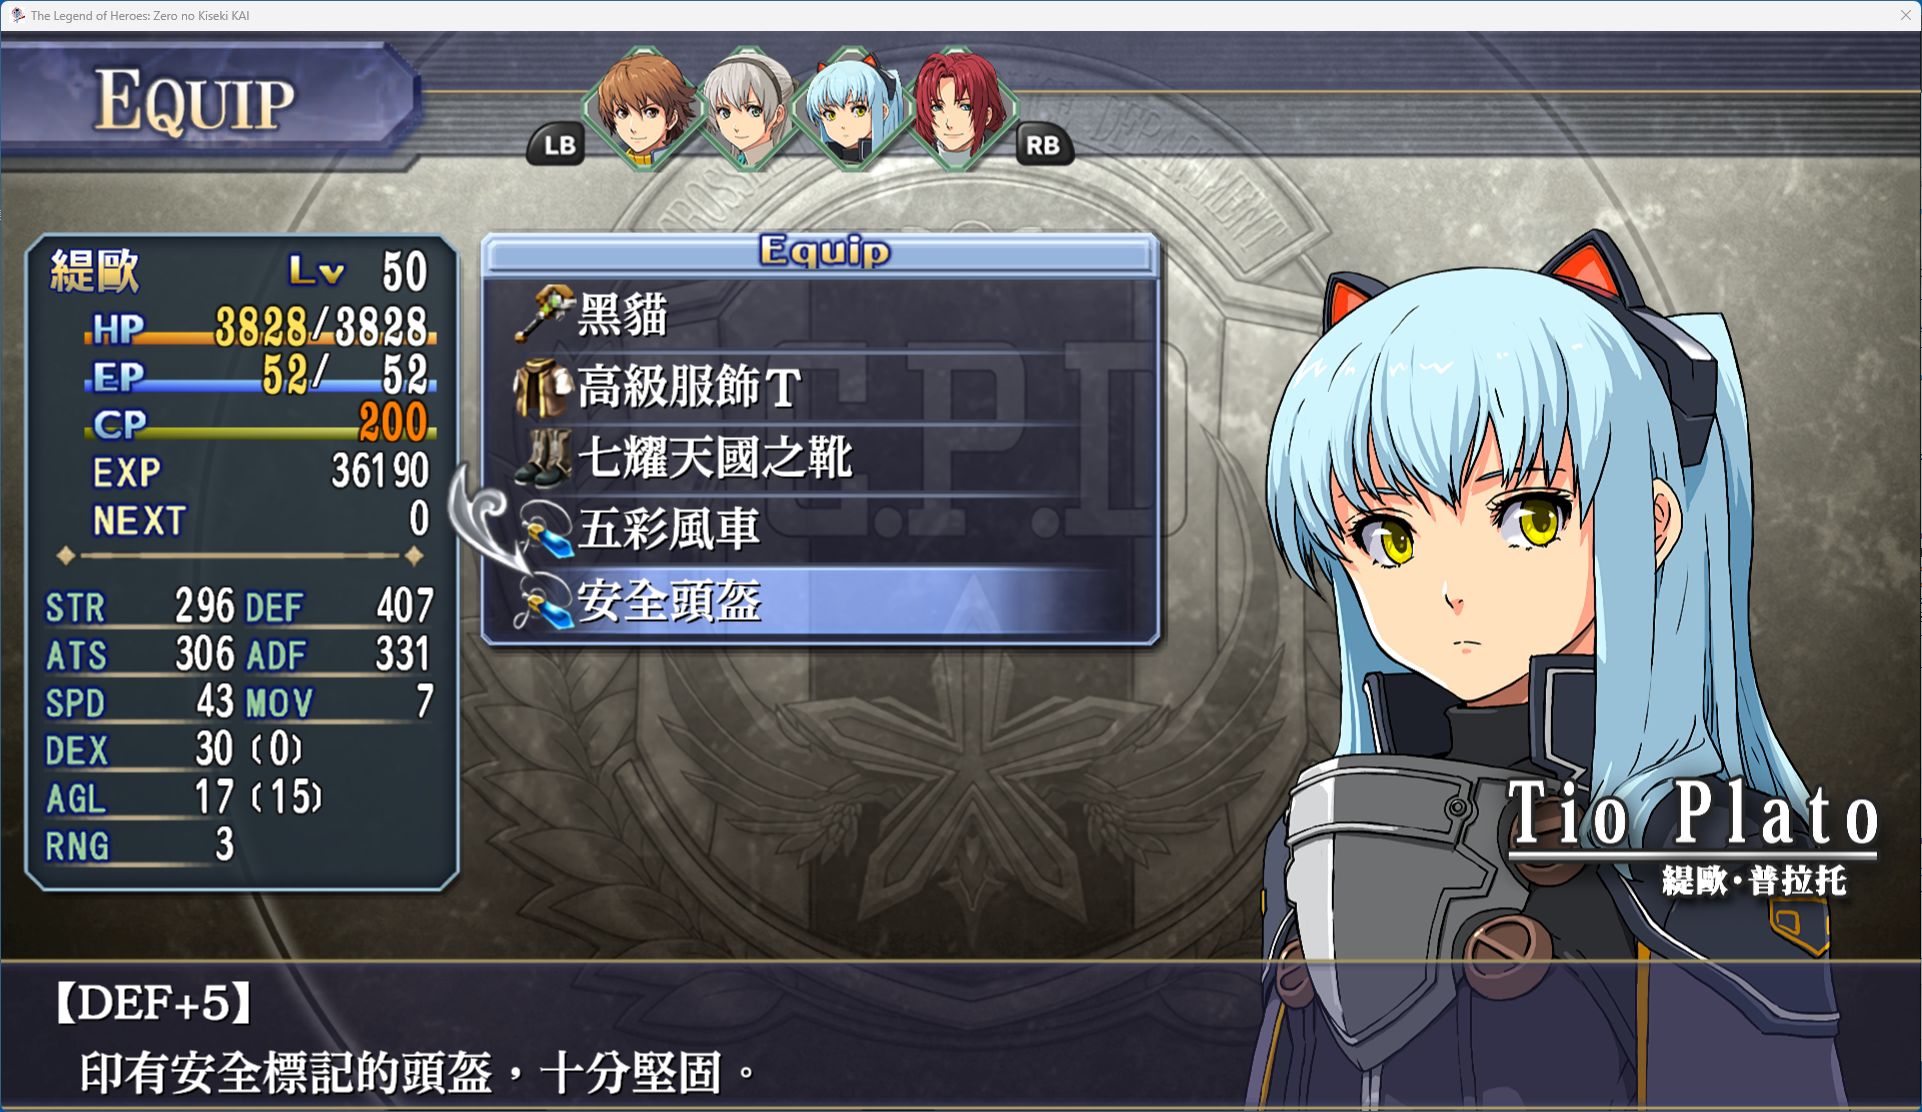 The Legend of Heroes: Zero no Kiseki KAI
EQUIP
LB
RB
緹歐 Lv 50
HP 3828/3828
EP 52/ 52
CP 200
EXP 36190
NEXT 0
STR 296 DEF 407
ATS 306 ADF 331
SPD 43 MOV 7
DEX 30 (0)
AGL 17 (15)
RNG 3
Equip
黑貓
高級服飾T
七耀天國之靴
五彩風車
安全頭盔
C.P.D
Tio Plato
緹歐·普拉托
【DEF+5】
印有安全標記的頭盔，十分堅固。